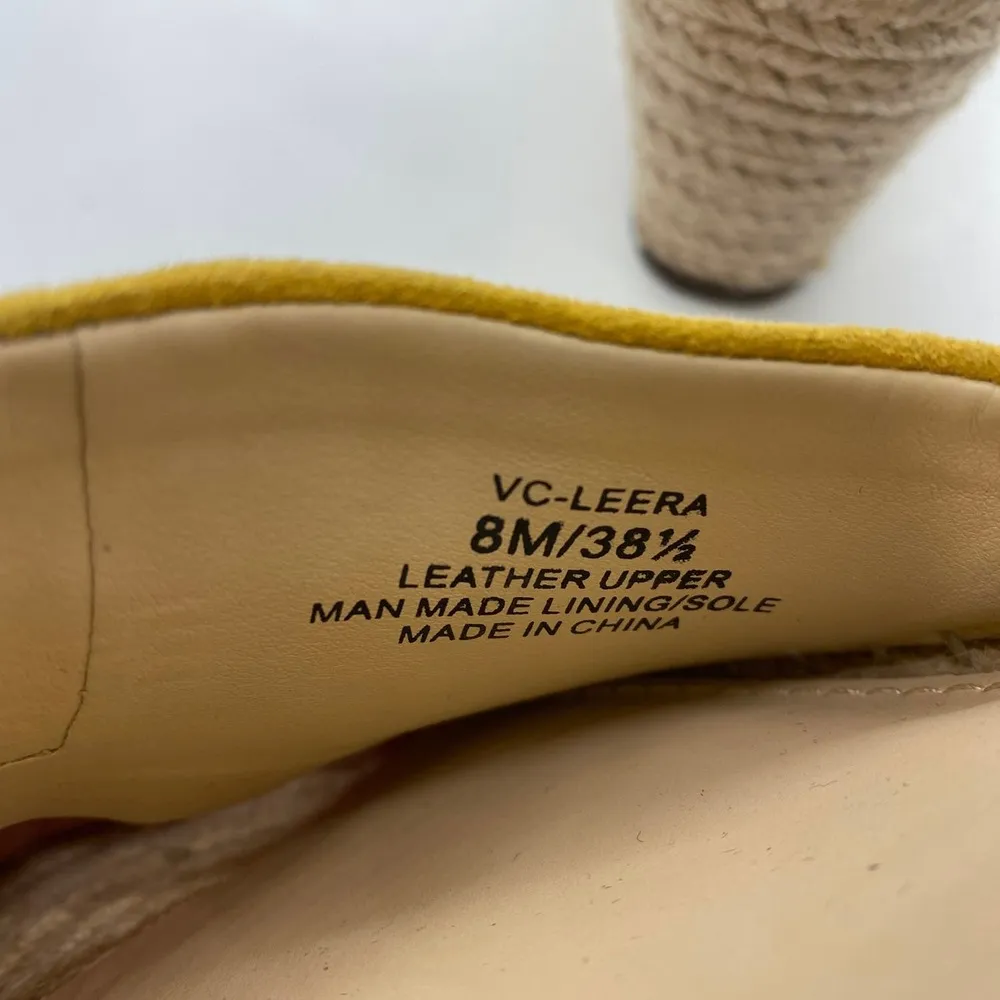 VC-LEERA
8M/38½
LEATHER UPPER
MAN MADE LINING/SOLE
MADE IN CHINA